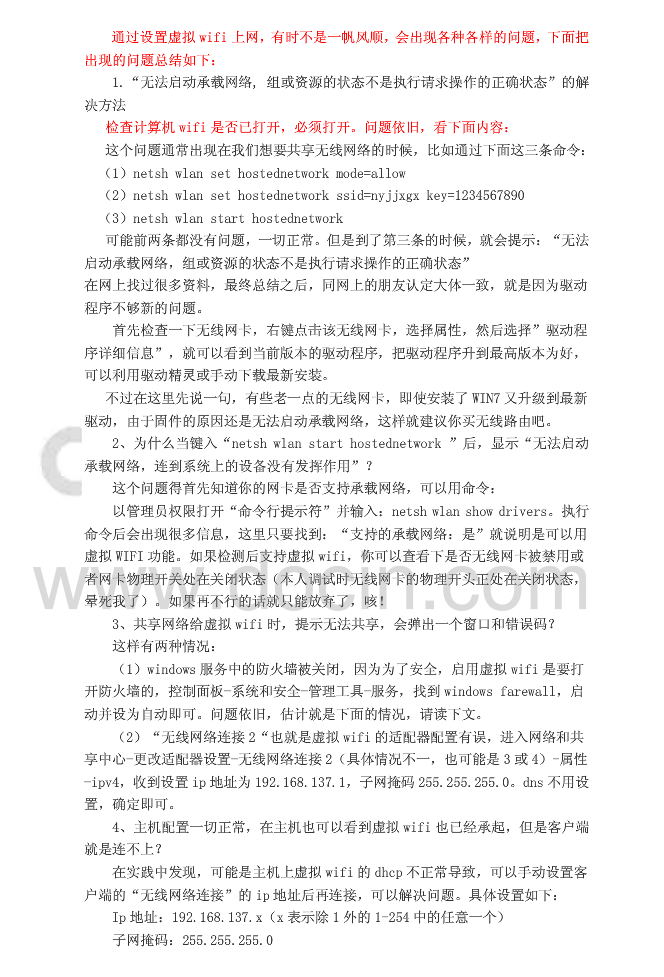 通过设置虚拟 wifi 上网，有时不是一帆风顺，会出现各种各样的问题，下面把
出现的问题总结如下：
1.“无法启动承载网络, 组或资源的状态不是执行请求操作的正确状态”的解
决方法
检查计算机 wifi 是否已打开，必须打开。问题依旧，看下面内容：
这个问题通常出现在我们想要共享无线网络的时候，比如通过下面这三条命令：
（1）netsh wlan set hostednetwork mode=allow
（2）netsh wlan set hostednetwork ssid=nyjjxgx key=1234567890
（3）netsh wlan start hostednetwork
可能前两条都没有问题，一切正常。但是到了第三条的时候，就会提示：“无法
启动承载网络，组或资源的状态不是执行请求操作的正确状态”
在网上找过很多资料，最终总结之后，同网上的朋友认定大体一致，就是因为驱动
程序不够新的问题。
首先检查一下无线网卡，右键点击该无线网卡，选择属性，然后选择”驱动程
序详细信息”，就可以看到当前版本的驱动程序，把驱动程序升到最高版本为好，
可以利用驱动精灵或手动下载最新安装。
不过在这里先说一句，有些老一点的无线网卡，即使安装了 WIN7 又升级到最新
驱动，由于固件的原因还是无法启动承载网络，这样就建议你买无线路由吧。
2、为什么当键入“netsh wlan start hostednetwork ”后，显示“无法启动
承载网络，连到系统上的设备没有发挥作用”？
这个问题得首先知道你的网卡是否支持承载网络，可以用命令：
以管理员权限打开“命令行提示符”并输入：netsh wlan show drivers。执行
命令后会出现很多信息，这里只要找到：“支持的承载网络：是”就说明是可以用
虚拟 WIFI 功能。如果检测后支持虚拟 wifi，你可以查看下是否无线网卡被禁用或
者网卡物理开关处在关闭状态（本人调试时无线网卡的物理开头正处在关闭状态，
晕死我了）。如果再不行的话就只能放弃了，咳!
3、共享网络给虚拟 wifi 时，提示无法共享，会弹出一个窗口和错误码？
这样有两种情况：
（1）windows 服务中的防火墙被关闭，因为为了安全，启用虚拟 wifi 是要打
开防火墙的，控制面板-系统和安全-管理工具-服务，找到 windows farewall，启
动并设为自动即可。问题依旧，估计就是下面的情况，请读下文。
（2）“无线网络连接 2“也就是虚拟 wifi 的适配器配置有误，进入网络和共
享中心-更改适配器设置-无线网络连接 2（具体情况不一，也可能是 3 或 4）-属性
-ipv4，收到设置 ip 地址为 192.168.137.1，子网掩码 255.255.255.0。dns 不用设
置，确定即可。
4、主机配置一切正常，在主机也可以看到虚拟 wifi 也已经承起，但是客户端
就是连不上？
在实践中发现，可能是主机上虚拟 wifi 的 dhcp 不正常导致，可以手动设置客
户端的“无线网络连接”的 ip 地址后再连接，可以解决问题。具体设置如下：
Ip 地址：192.168.137.x（x 表示除 1 外的 1-254 中的任意一个）
子网掩码：255.255.255.0
www.docin.com